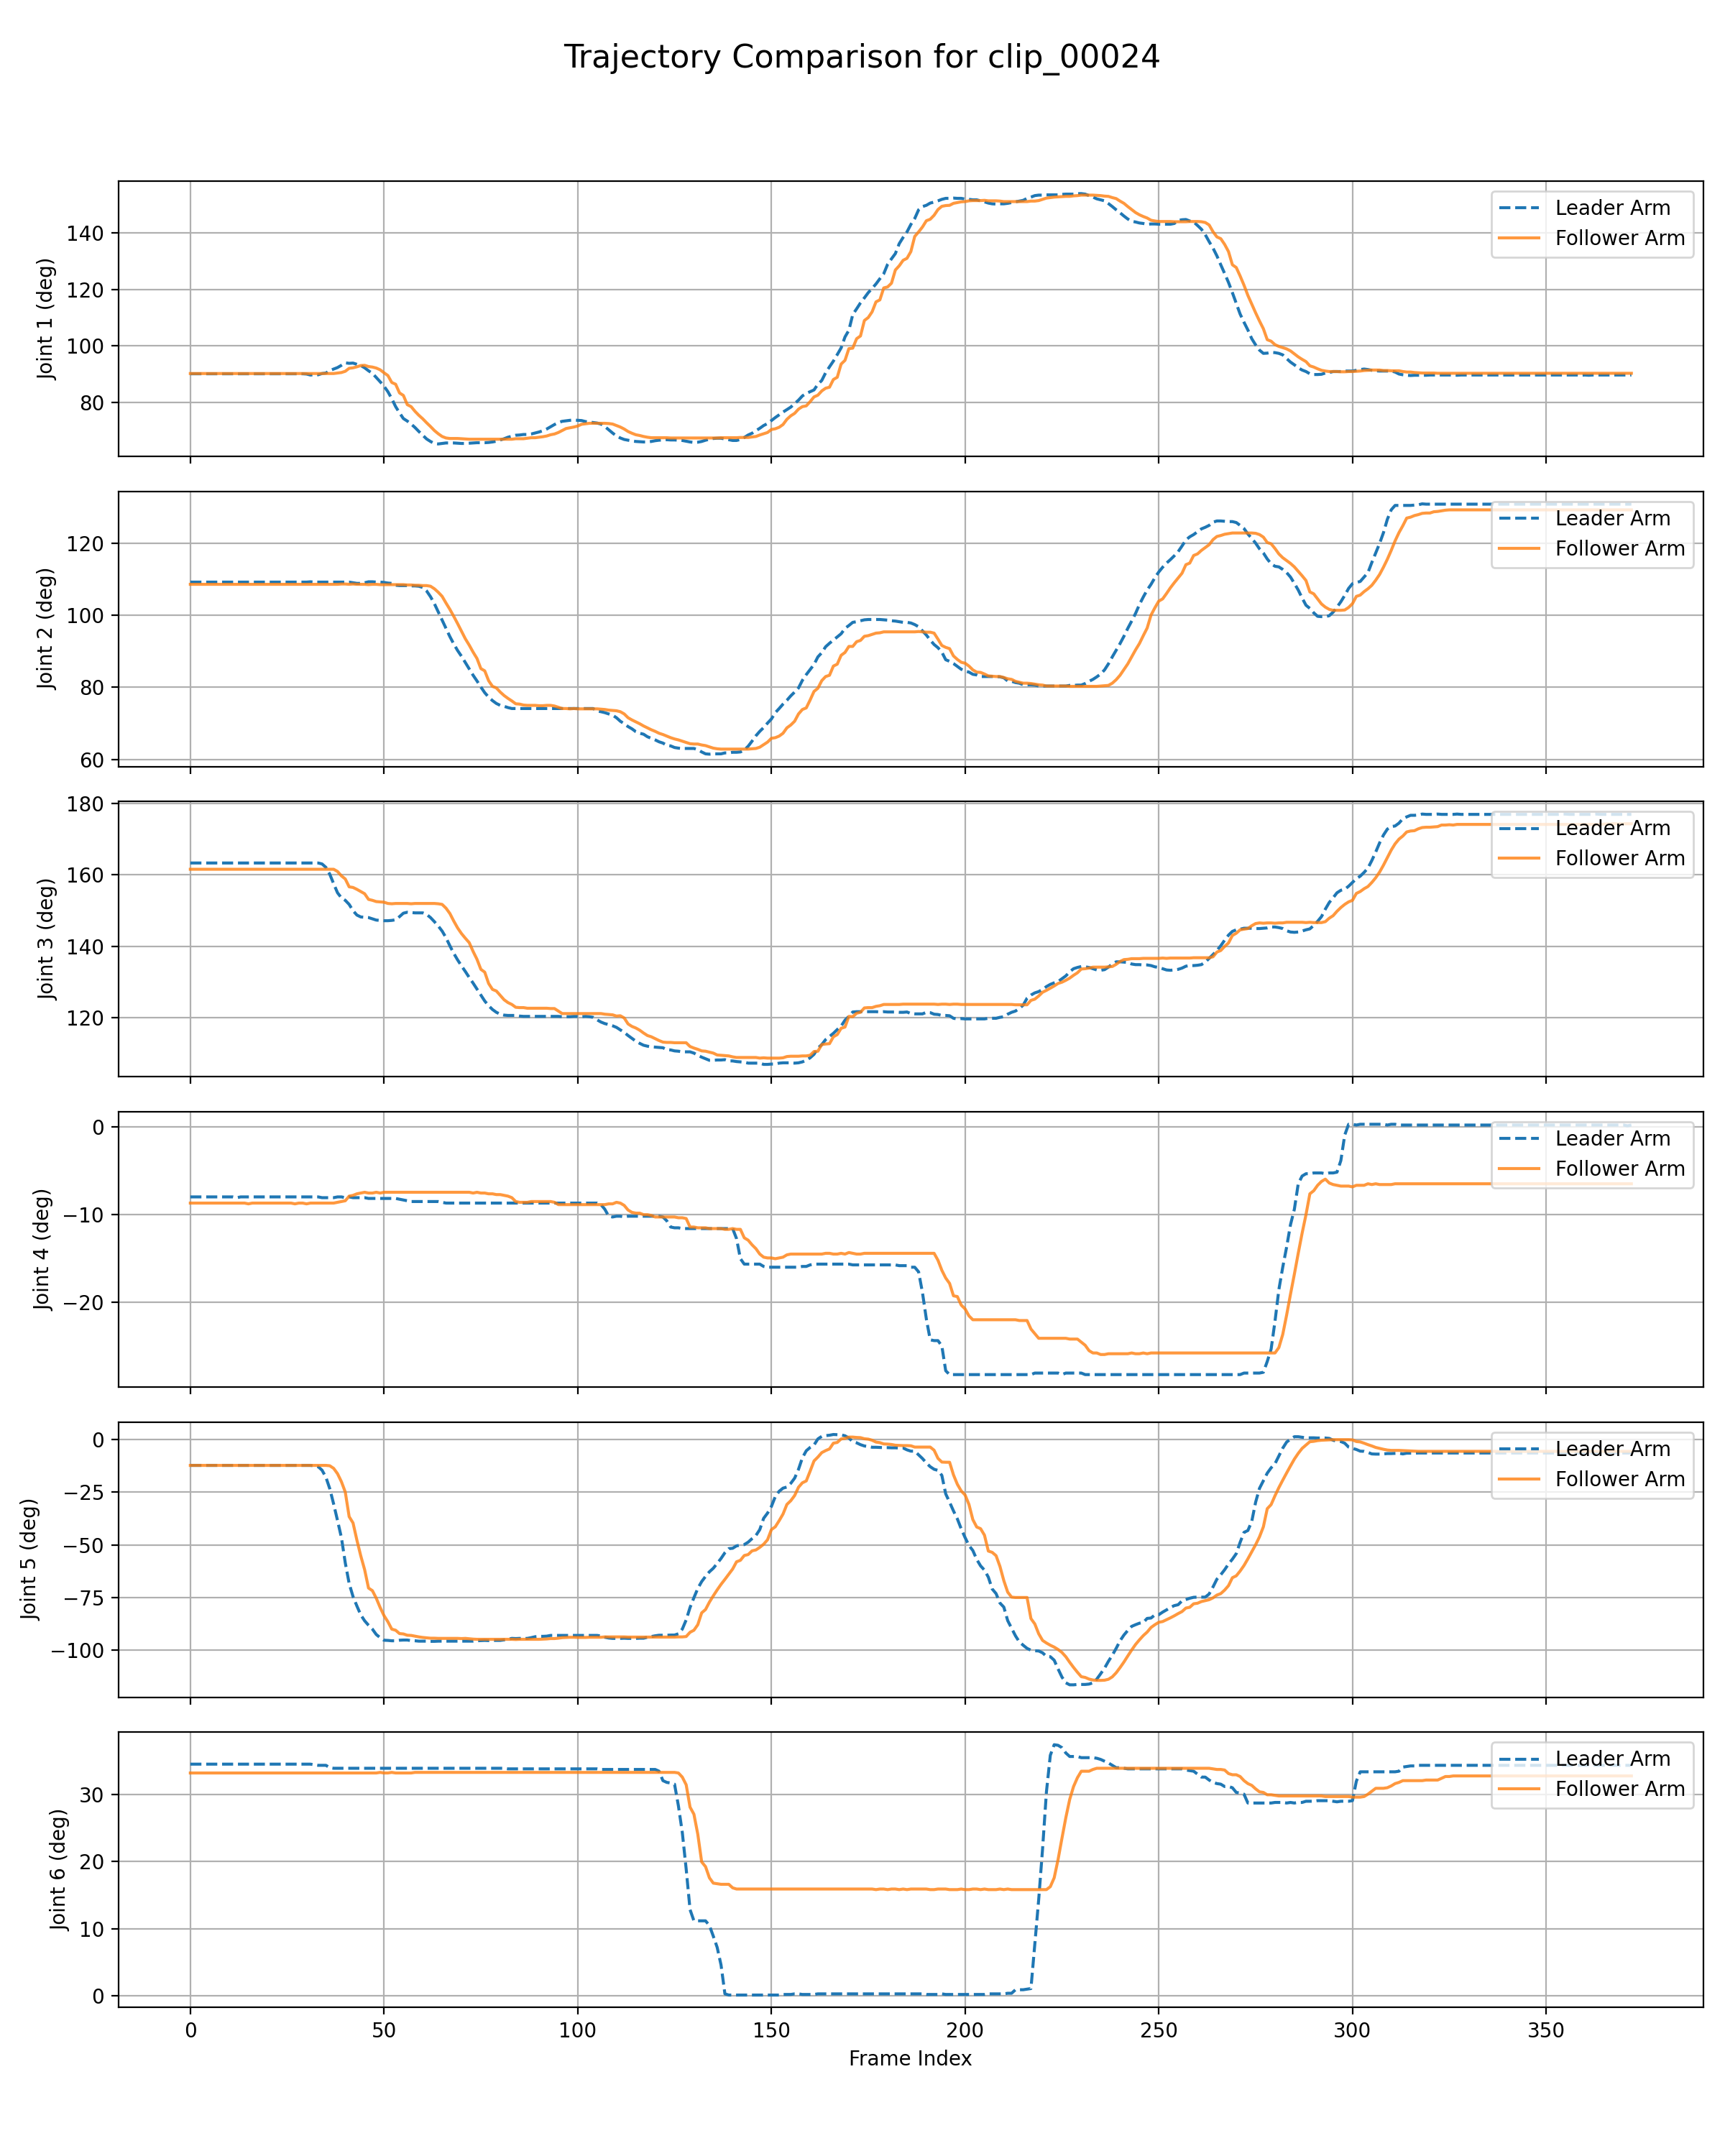 Trajectory Comparison for clip_00024
Joint 1 (deg)
140
120
100
80
Leader Arm
Follower Arm
Joint 2 (deg)
120
100
80
60
Leader Arm
Follower Arm
Joint 3 (deg)
180
160
140
120
Leader Arm
Follower Arm
Joint 4 (deg)
0
−10
−20
Leader Arm
Follower Arm
Joint 5 (deg)
0
−25
−50
−75
−100
Leader Arm
Follower Arm
Joint 6 (deg)
30
20
10
0
Leader Arm
Follower Arm
0 50 100 150 200 250 300 350
Frame Index